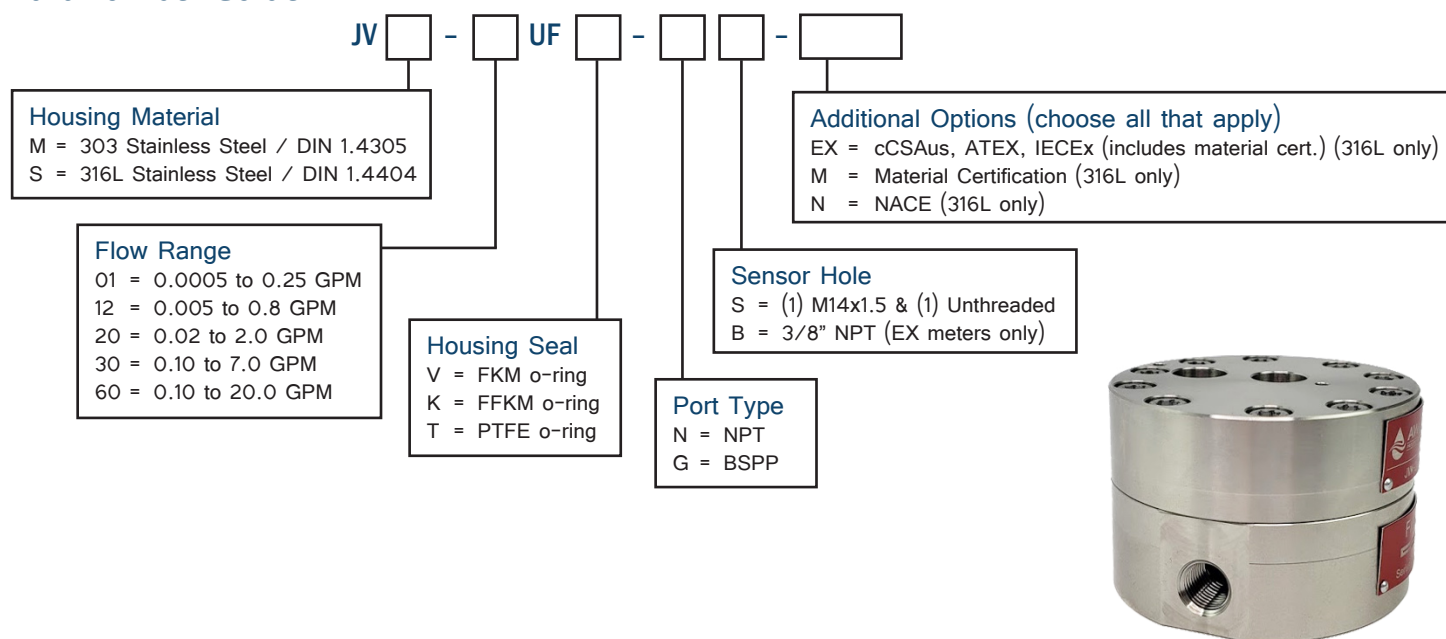 JV - UF - -
Housing Material
M = 303 Stainless Steel / DIN 1.4305
S = 316L Stainless Steel / DIN 1.4404
Additional Options (choose all that apply)
EX = cCSAus, ATEX, IECEx (includes material cert.) (316L only)
M = Material Certification (316L only)
N = NACE (316L only)
Flow Range
01 = 0.0005 to 0.25 GPM
12 = 0.005 to 0.8 GPM
20 = 0.02 to 2.0 GPM
30 = 0.10 to 7.0 GPM
60 = 0.10 to 20.0 GPM
Sensor Hole
S = (1) M14x1.5 & (1) Unthreaded
B = 3/8" NPT (EX meters only)
Housing Seal
V = FKM o-ring
K = FFKM o-ring
T = PTFE o-ring
Port Type
N = NPT
G = BSPP